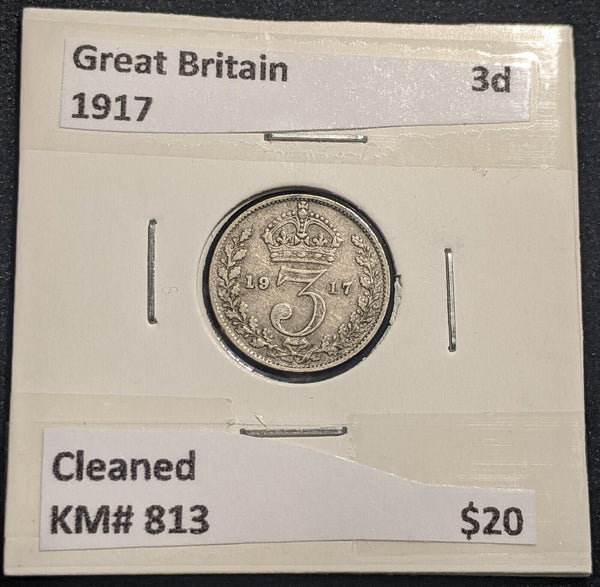 Great Britain 3d
1917
19 3 17
Cleaned
KM# 813 $20